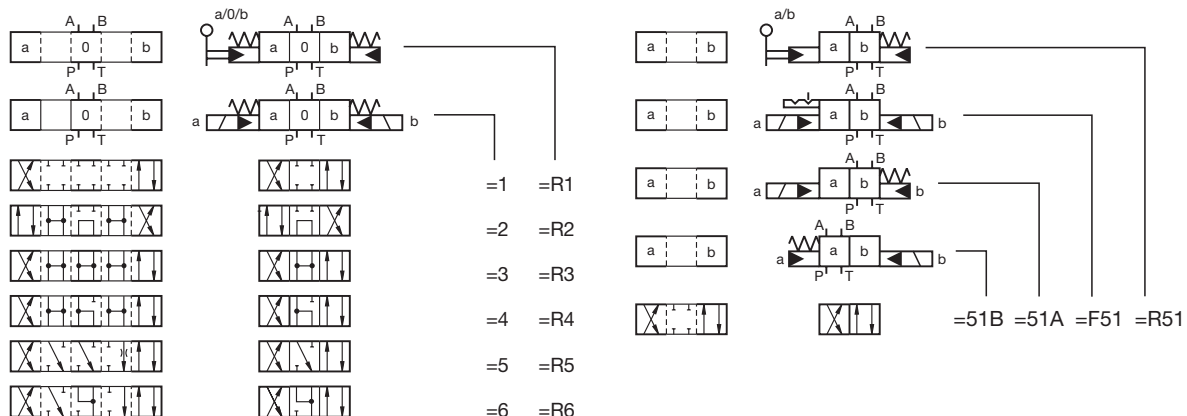 a/0/b
A B
a 0 b
P T
A B
a 0 b
P T
A B
a 0 b
P T
A B
a a 0 b b
P T
=1 =R1
=2 =R2
=3 =R3
=4 =R4
=5 =R5
=6 =R6
a/b
a b
A B
a b
P T
a b
A B
a a b b
P T
a b
A B
a a b b
P T
a b
A B
a a b b
P T
=51B =51A =F51 =R51